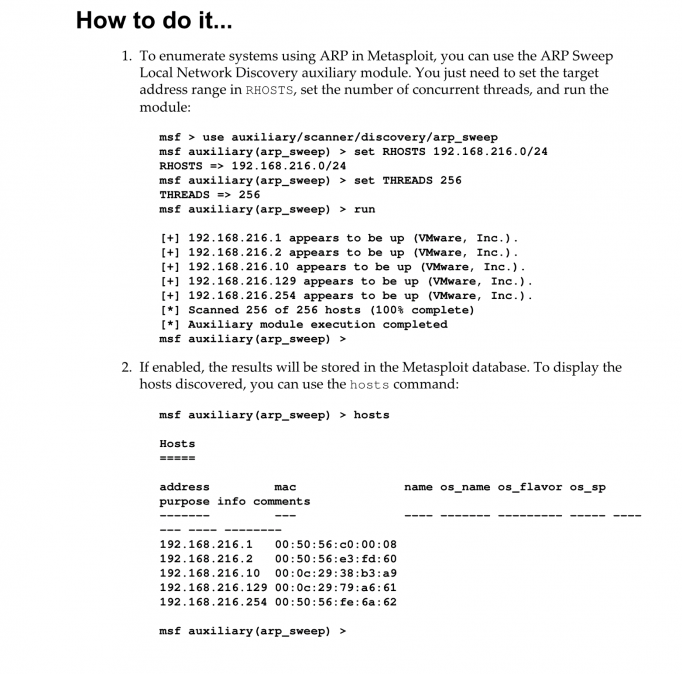 How to do it...
1. To enumerate systems using ARP in Metasploit, you can use the ARP Sweep
Local Network Discovery auxiliary module. You just need to set the target
address range in RHOSTS, set the number of concurrent threads, and run the
module:
msf > use auxiliary/scanner/discovery/arp_sweep
msf auxiliary(arp_sweep) > set RHOSTS 192.168.216.0/24
RHOSTS => 192.168.216.0/24
msf auxiliary(arp_sweep) > set THREADS 256
THREADS => 256
msf auxiliary(arp_sweep) > run
[+] 192.168.216.1 appears to be up (VMware, Inc.).
[+] 192.168.216.2 appears to be up (VMware, Inc.).
[+] 192.168.216.10 appears to be up (VMware, Inc.).
[+] 192.168.216.129 appears to be up (VMware, Inc.).
[+] 192.168.216.254 appears to be up (VMware, Inc.).
[*] Scanned 256 of 256 hosts (100% complete)
[*] Auxiliary module execution completed
msf auxiliary(arp_sweep) >
2. If enabled, the results will be stored in the Metasploit database. To display the
hosts discovered, you can use the hosts command:
msf auxiliary(arp_sweep) > hosts
Hosts
=====
address mac name os_name os_flavor os_sp
purpose info comments
------- --- ---- ------- --------- ----- ----
--- ---- --------
192.168.216.1 00:50:56:c0:00:08
192.168.216.2 00:50:56:e3:fd:60
192.168.216.10 00:0c:29:38:b3:a9
192.168.216.129 00:0c:29:79:a6:61
192.168.216.254 00:50:56:fe:6a:62
msf auxiliary(arp_sweep) >